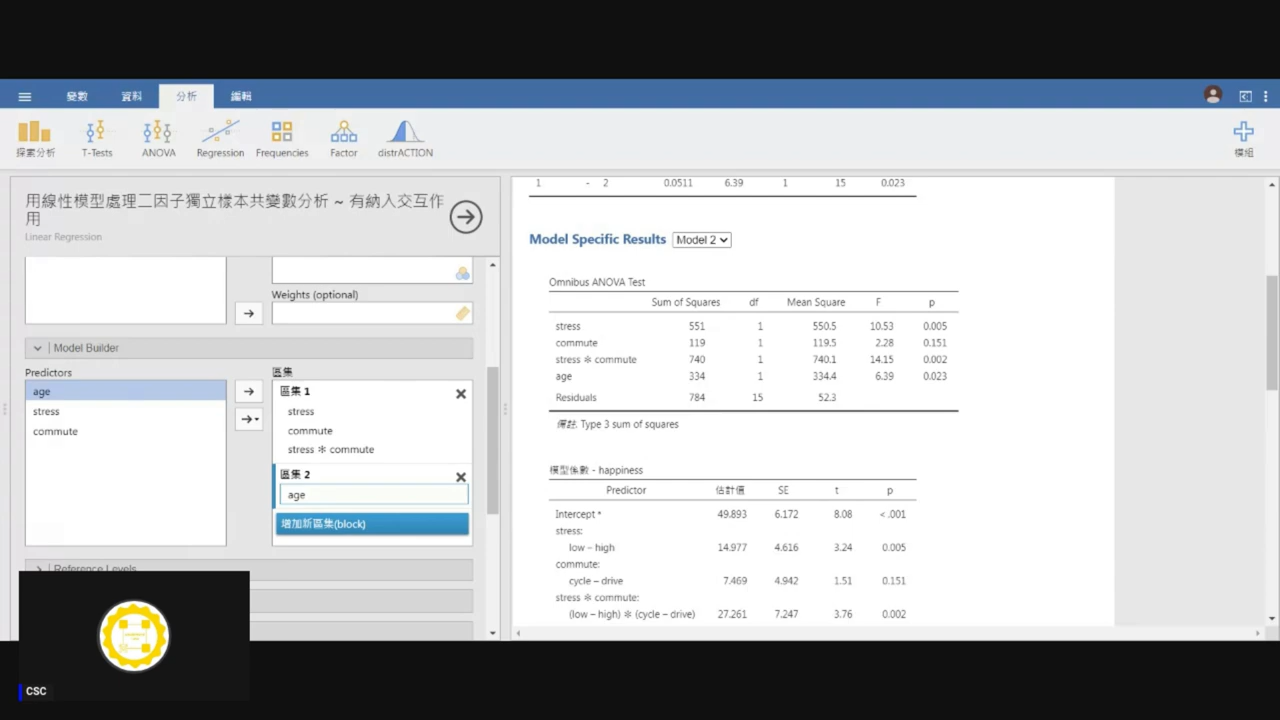 變數 資料 分析 編輯
探索分析 T-Tests ANOVA Regression Frequencies Factor distrACTION 模組
用線性模型處理二因子獨立樣本共變數分析 ~ 有納入交互作
用
Linear Regression
Weights (optional)
Model Builder
Predictors
age
stress
commute
區集
區集 1
stress
commute
stress ✻ commute
區集 2
age
增加新區集(block)
Reference Levels
CSC
1 - 2 0.0511 6.39 1 15 0.023
Model Specific Results Model 2
Omnibus ANOVA Test
Sum of Squares df Mean Square F p
stress 551 1 550.5 10.53 0.005
commute 119 1 119.5 2.28 0.151
stress ✻ commute 740 1 740.1 14.15 0.002
age 334 1 334.4 6.39 0.023
Residuals 784 15 52.3
備註. Type 3 sum of squares
模型係數 - happiness
Predictor 估計值 SE t p
Intercept ᵃ 49.893 6.172 8.08 < .001
stress:
low – high 14.977 4.616 3.24 0.005
commute:
cycle – drive 7.469 4.942 1.51 0.151
stress ✻ commute:
(low – high) ✻ (cycle – drive) 27.261 7.247 3.76 0.002